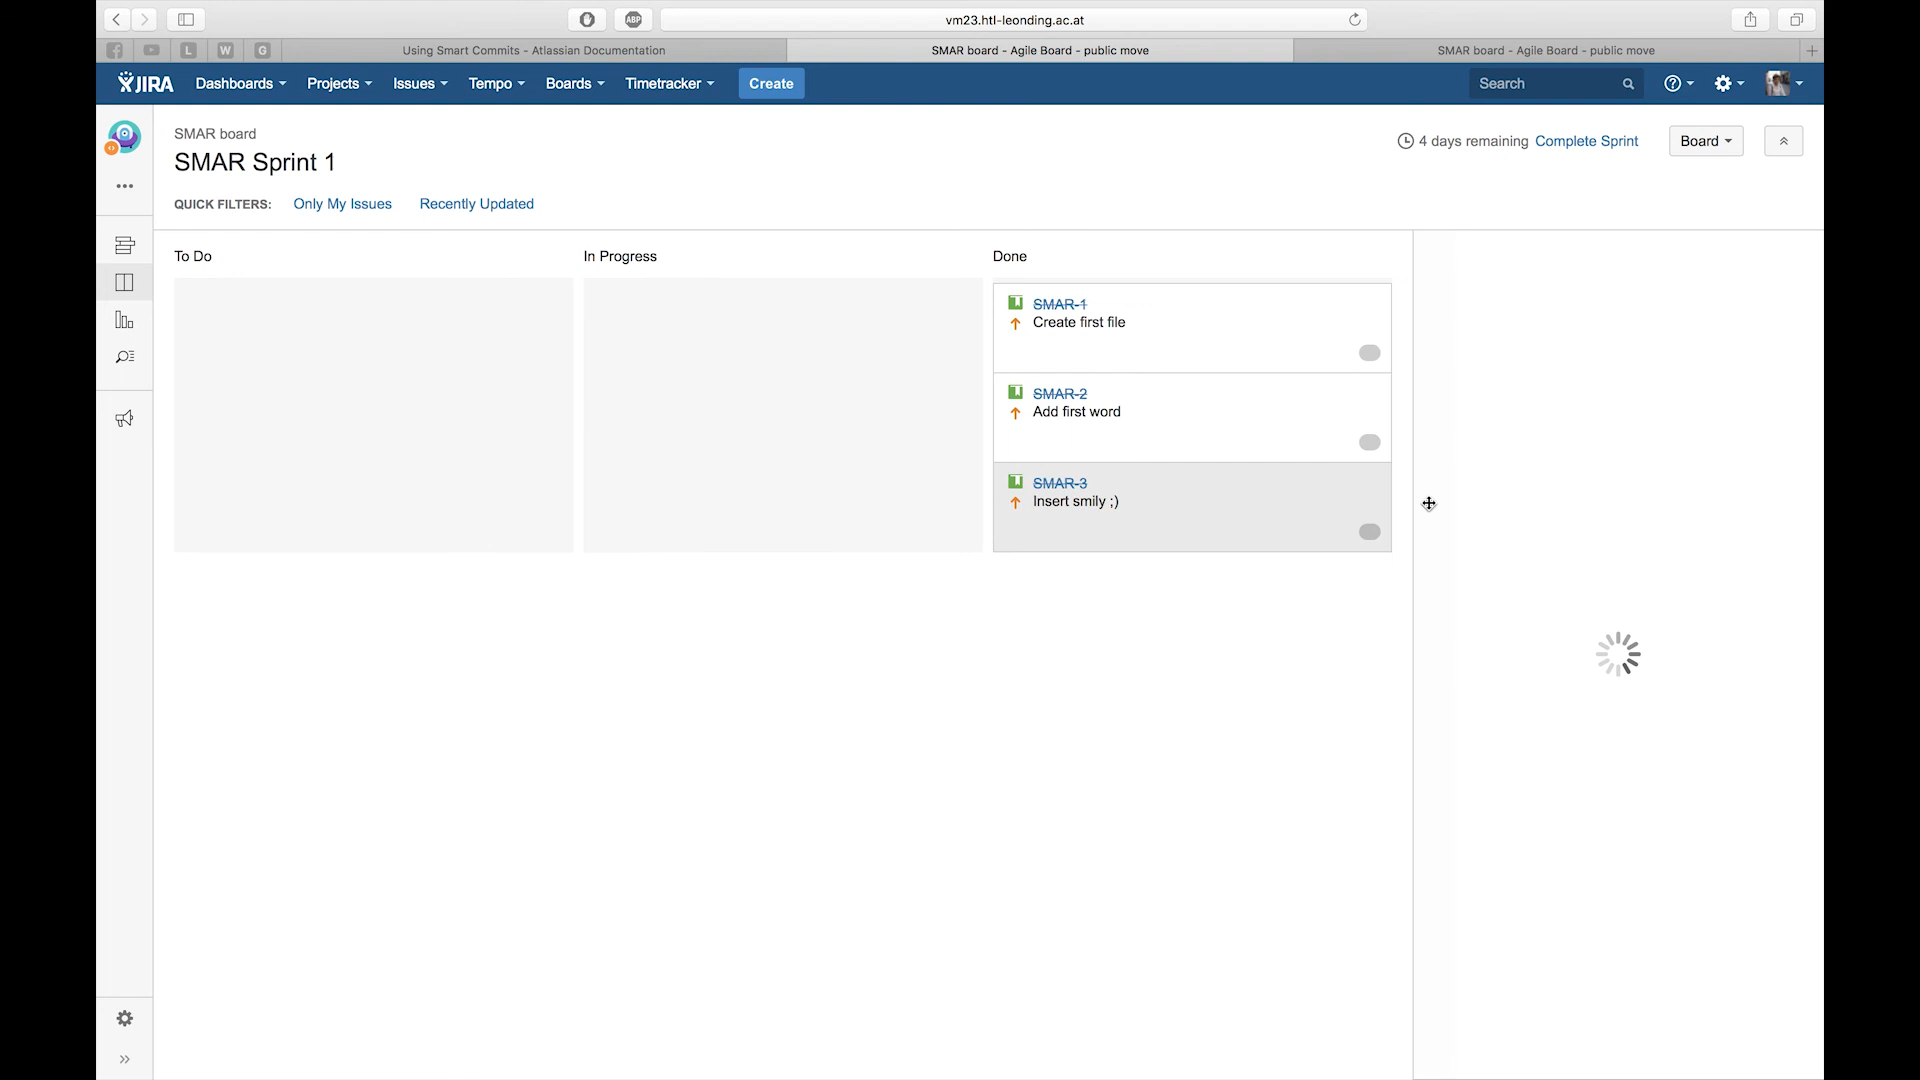 ABP
vm23.htl-leonding.ac.at
L
W
G
Using Smart Commits - Atlassian Documentation
SMAR board - Agile Board - public move
SMAR board - Agile Board - public move
JIRA
Dashboards
Projects
Issues
Tempo
Boards
Timetracker
Create
Search
SMAR board
SMAR Sprint 1
4 days remaining
Complete Sprint
Board
QUICK FILTERS:
Only My Issues
Recently Updated
To Do
In Progress
Done
SMAR-1
Create first file
SMAR-2
Add first word
SMAR-3
Insert smily ;)